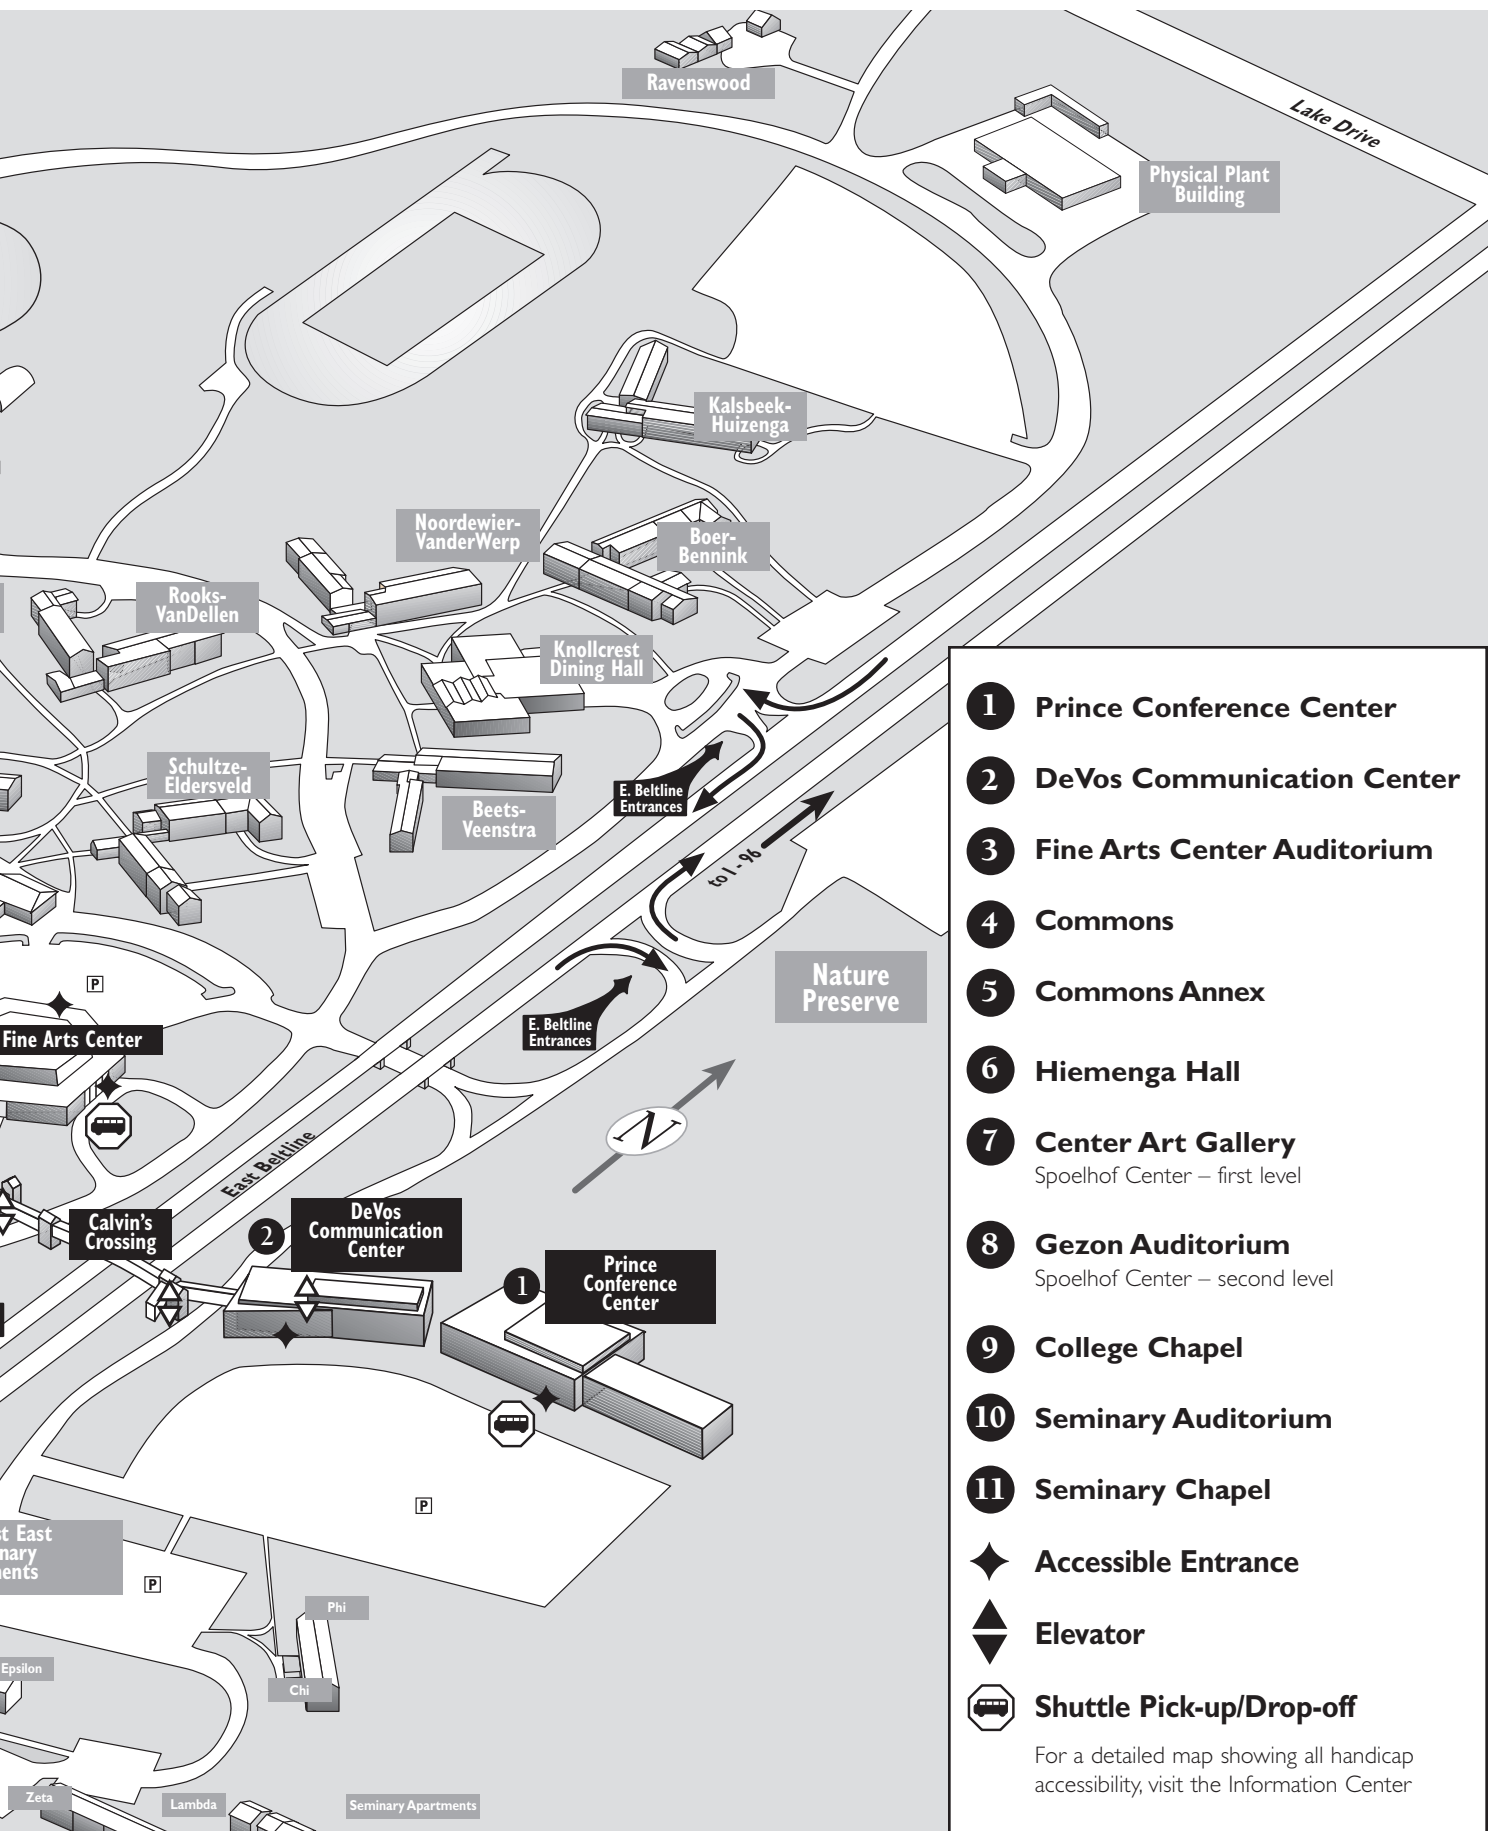 Ravenswood
Lake Drive
Physical Plant
Building
Kalsbeek-
Huizenga
Noordewier-
VanderWerp
Boer-
Bennink
Rooks-
VanDellen
Knollcrest
Dining Hall
Schultze-
Eldersveld
Beets-
Veenstra
E. Beltline
Entrances
to I - 96
Nature
Preserve
P
E. Beltline
Entrances
Fine Arts Center
N
East Beltline
Calvin's
Crossing
2
DeVos
Communication
Center
1
Prince
Conference
Center
P
st East
nary
ments
P
Phi
Epsilon
Chi
Zeta
Lambda
Seminary Apartments
1 Prince Conference Center
2 DeVos Communication Center
3 Fine Arts Center Auditorium
4 Commons
5 Commons Annex
6 Hiemenga Hall
7 Center Art Gallery
Spoelhof Center – first level
8 Gezon Auditorium
Spoelhof Center – second level
9 College Chapel
10 Seminary Auditorium
11 Seminary Chapel
Accessible Entrance
Elevator
Shuttle Pick-up/Drop-off
For a detailed map showing all handicap
accessibility, visit the Information Center